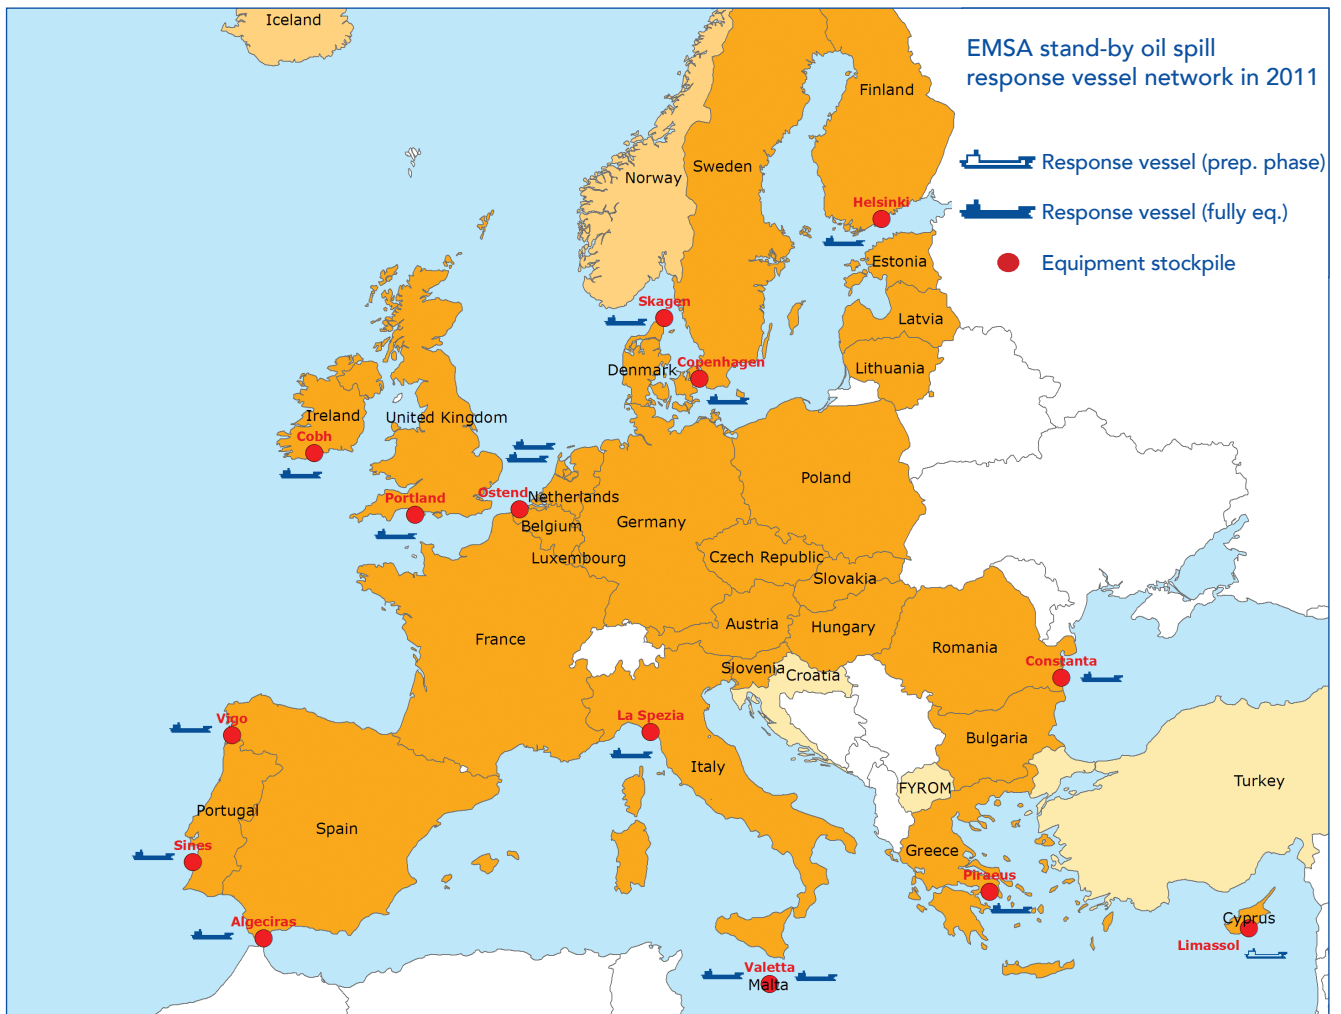 Iceland
EMSA stand-by oil spill
response vessel network in 2011
Finland
Response vessel (prep. phase)
Sweden
Norway
Helsinki
Response vessel (fully eq.)
Estonia
Equipment stockpile
Skagen
Latvia
Copenhagen
Denmark
Lithuania
Ireland
United Kingdom
Cobh
Poland
Portland
Ostend
Netherlands
Germany
Belgium
Luxembourg
Czech Republic
Slovakia
Austria
Hungary
France
Romania
Constanta
Slovenia
Croatia
Vigo
La Spezia
Bulgaria
Italy
Turkey
FYROM
Portugal
Spain
Sines
Greece
Piraeus
Algeciras
Cyprus
Limassol
Valetta
Malta